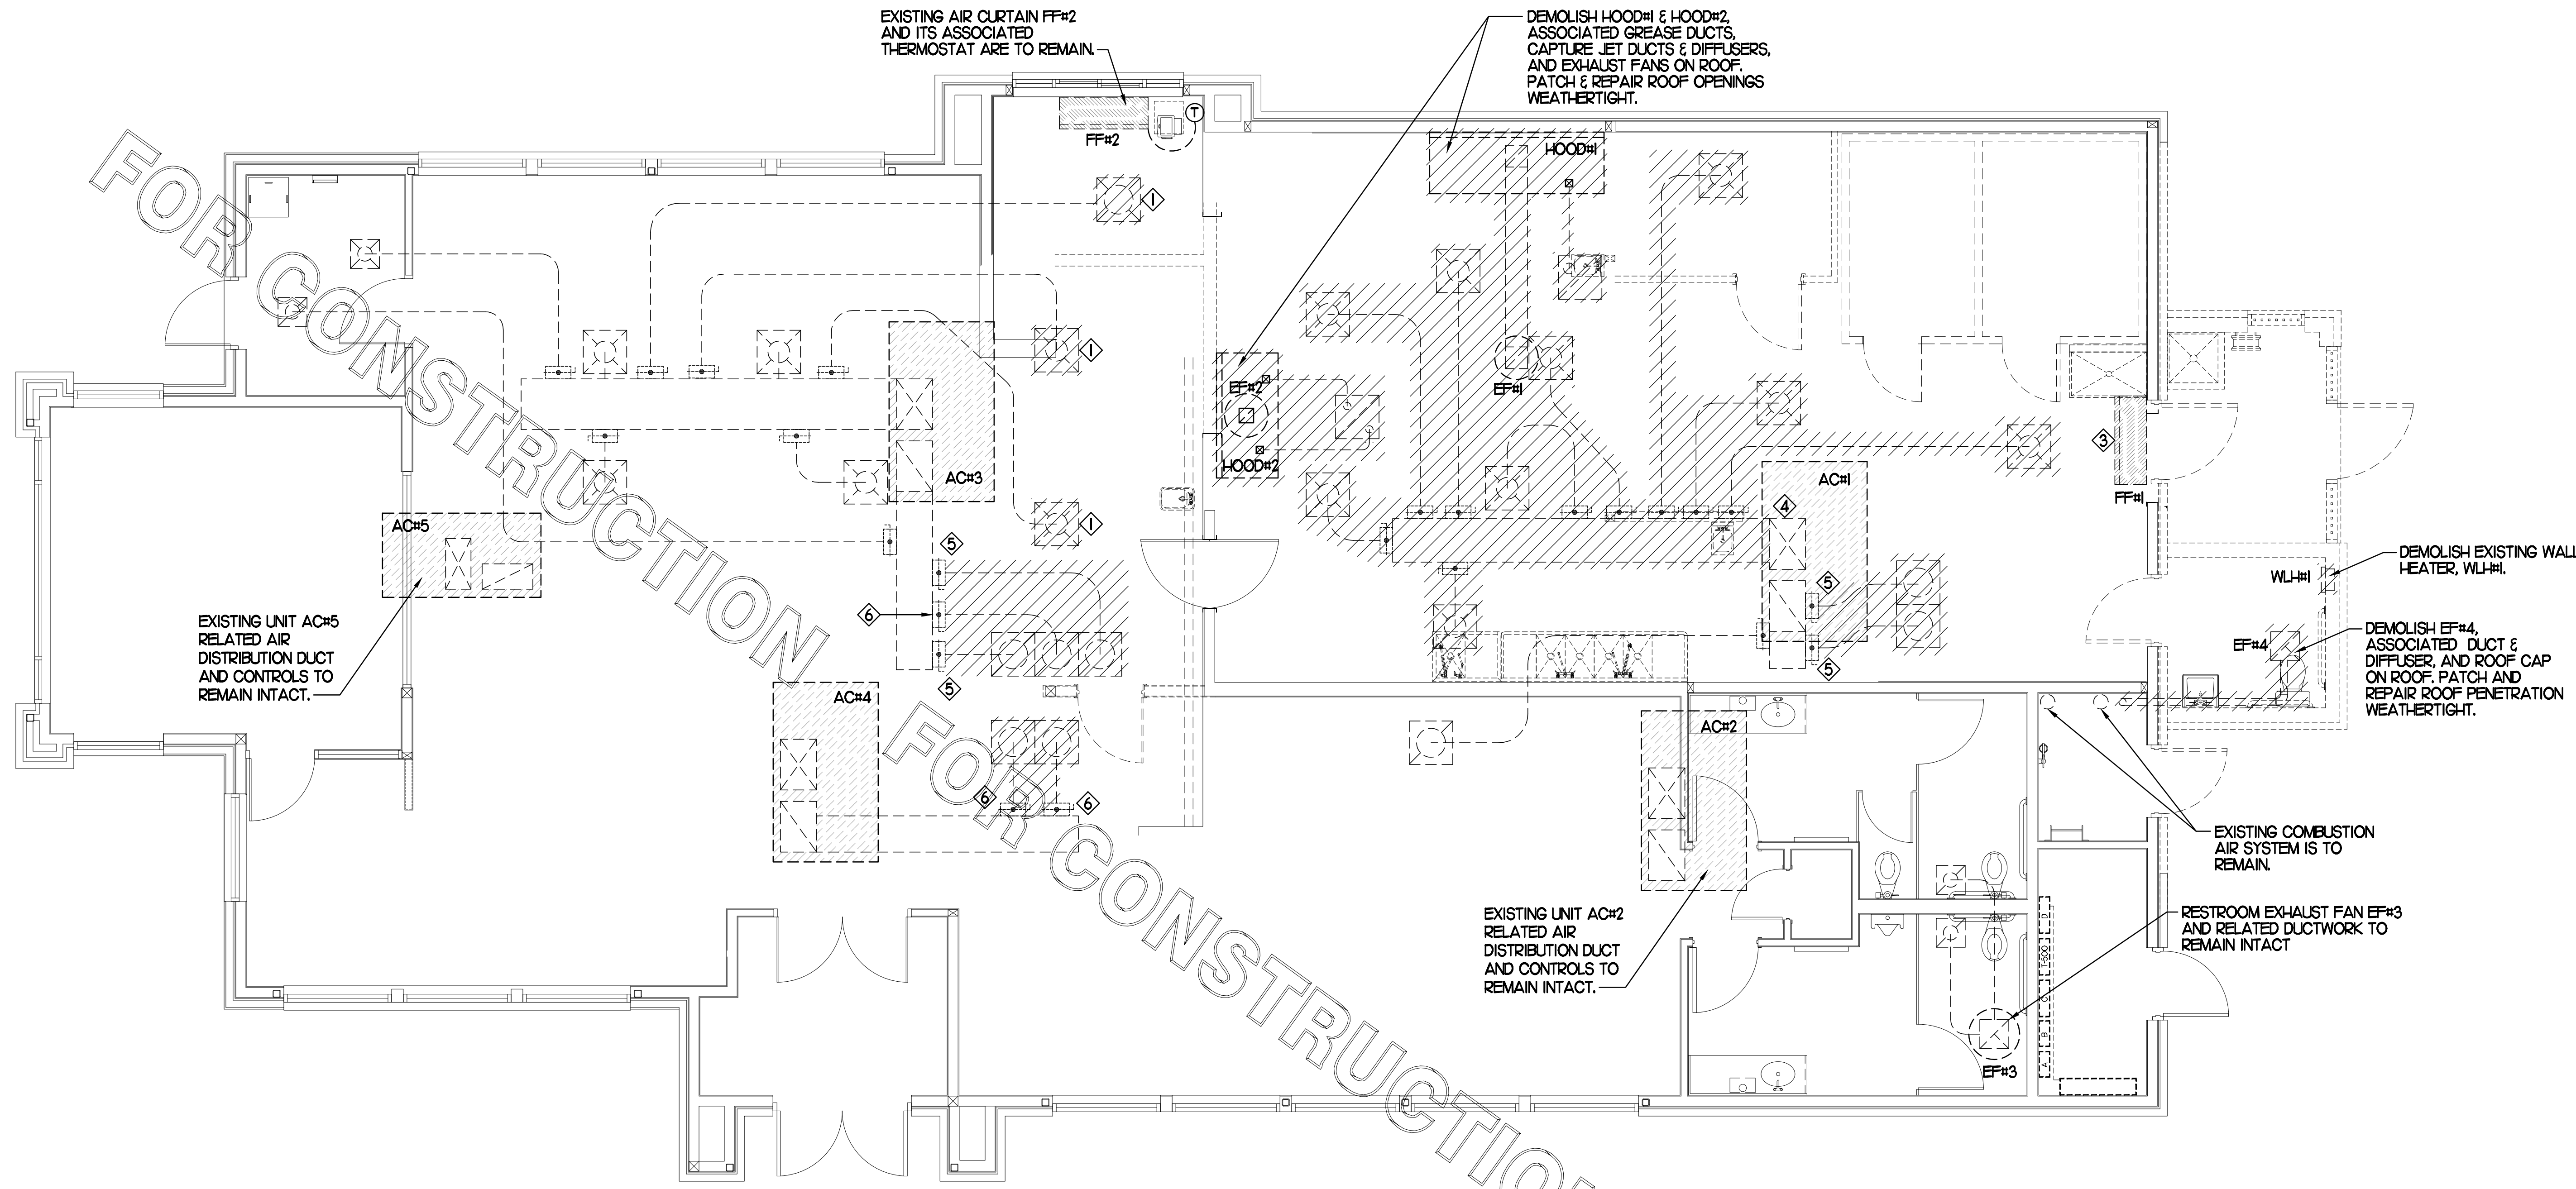 EXISTING AIR CURTAIN FF#2
AND ITS ASSOCIATED
THERMOSTAT ARE TO REMAIN.
DEMOLISH HOOD#1 & HOOD#2,
ASSOCIATED GREASE DUCTS,
CAPTURE JET DUCTS & DIFFUSERS,
AND EXHAUST FANS ON ROOF.
PATCH & REPAIR ROOF OPENINGS
WEATHERTIGHT.
T
FF#2
HOOD#1
1
FOR CONSTRUCTION
1
EF#2
EF#1
HOOD#2
3
AC#3
AC#1
FF#1
4
AC#5
1
5
DEMOLISH EXISTING WALL
HEATER, WLH#1.
WLH#1
5
6
EXISTING UNIT AC#5
RELATED AIR
DISTRIBUTION DUCT
AND CONTROLS TO
REMAIN INTACT.
DEMOLISH EF#4,
ASSOCIATED DUCT &
DIFFUSER, AND ROOF CAP
ON ROOF. PATCH AND
REPAIR ROOF PENETRATION
WEATHERTIGHT.
EF#4
5
5
AC#4
AC#2
6
6
FOR CONSTRUCTION
EXISTING COMBUSTION
AIR SYSTEM IS TO
REMAIN.
EXISTING UNIT AC#2
RELATED AIR
DISTRIBUTION DUCT
AND CONTROLS TO
REMAIN INTACT.
RESTROOM EXHAUST FAN EF#3
AND RELATED DUCTWORK TO
REMAIN INTACT
D
C
B
A
EF#3